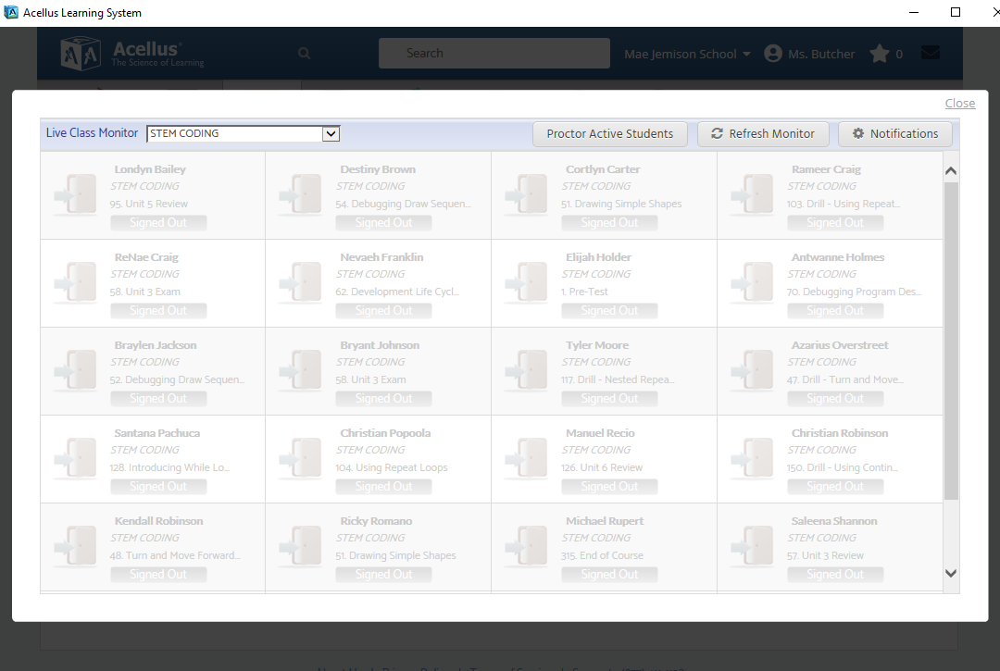 Acellus Learning System
Acellus
The Science of Learning
Search
Mae Jemison School
Ms. Butcher
0
Close
Live Class Monitor
STEM CODING
Proctor Active Students
Refresh Monitor
Notifications
Londyn Bailey
STEM CODING
95. Unit 5 Review
Signed Out
Destiny Brown
STEM CODING
54. Debugging Draw Sequen...
Signed Out
Cortlyn Carter
STEM CODING
51. Drawing Simple Shapes
Signed Out
Rameer Craig
STEM CODING
103. Drill - Using Repeat...
Signed Out
ReNae Craig
STEM CODING
58. Unit 3 Exam
Signed Out
Nevaeh Franklin
STEM CODING
62. Development Life Cycl...
Signed Out
Elijah Holder
STEM CODING
1. Pre-Test
Signed Out
Antwanne Holmes
STEM CODING
70. Debugging Program Des...
Signed Out
Braylen Jackson
STEM CODING
52. Debugging Draw Sequen...
Signed Out
Bryant Johnson
STEM CODING
58. Unit 3 Exam
Signed Out
Tyler Moore
STEM CODING
117. Drill - Nested Repea...
Signed Out
Azarius Overstreet
STEM CODING
47. Drill - Turn and Move...
Signed Out
Santana Pachuca
STEM CODING
128. Introducing While Lo...
Signed Out
Christian Popoola
STEM CODING
104. Using Repeat Loops
Signed Out
Manuel Recio
STEM CODING
126. Unit 6 Review
Signed Out
Christian Robinson
STEM CODING
150. Drill - Using Contin...
Signed Out
Kendall Robinson
STEM CODING
48. Turn and Move Forward...
Signed Out
Ricky Romano
STEM CODING
51. Drawing Simple Shapes
Signed Out
Michael Rupert
STEM CODING
315. End of Course
Signed Out
Saleena Shannon
STEM CODING
57. Unit 3 Review
Signed Out